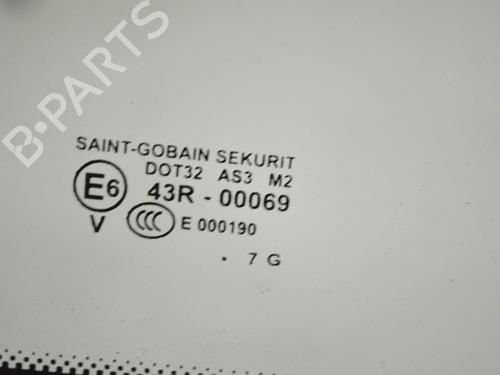 B-PARTS
SAINT-GOBAIN SEKURIT
DOT32 AS3 M2
E6 43R - 00069
V CCC E 000190
. 7 G